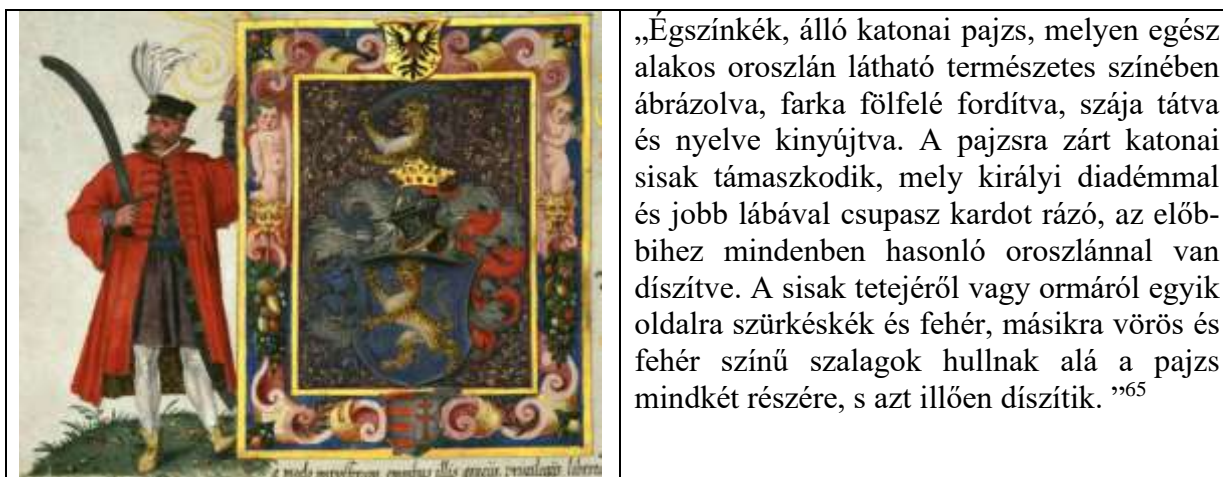 „Égszínkék, álló katonai pajzs, melyen egész
alakos oroszlán látható természetes színében
ábrázolva, farka fölfelé fordítva, szája tátva
és nyelve kinyújtva. A pajzsra zárt katonai
sisak támaszkodik, mely királyi diadémmal
és jobb lábával csupasz kardot rázó, az előb-
bihez mindenben hasonló oroszlánnal van
díszítve. A sisak tetejéről vagy ormáról egyik
oldalra szürkéskék és fehér, másikra vörös és
fehér színű szalagok hullnak alá a pajzs
mindkét részére, s azt illően díszítik. ”65